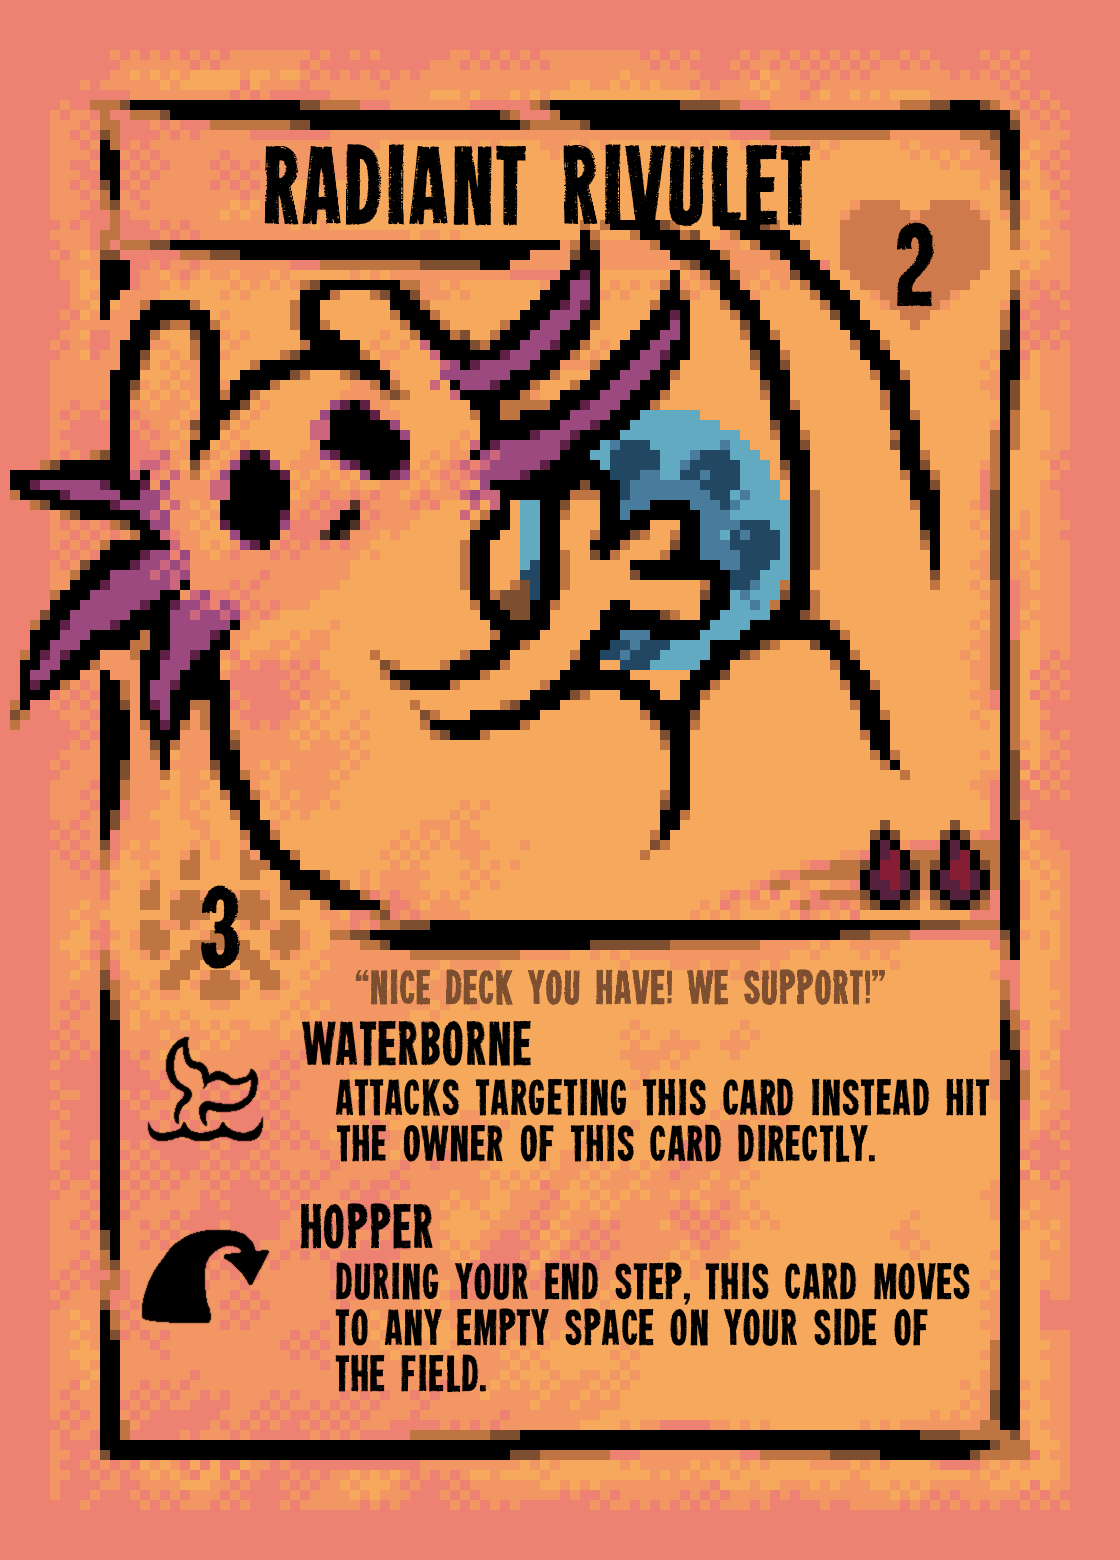 RADIANT RIVULET
2
3
“NICE DECK YOU HAVE! WE SUPPORT!”
WATERBORNE
ATTACKS TARGETING THIS CARD INSTEAD HIT
THE OWNER OF THIS CARD DIRECTLY.
HOPPER
DURING YOUR END STEP, THIS CARD MOVES
TO ANY EMPTY SPACE ON YOUR SIDE OF
THE FIELD.